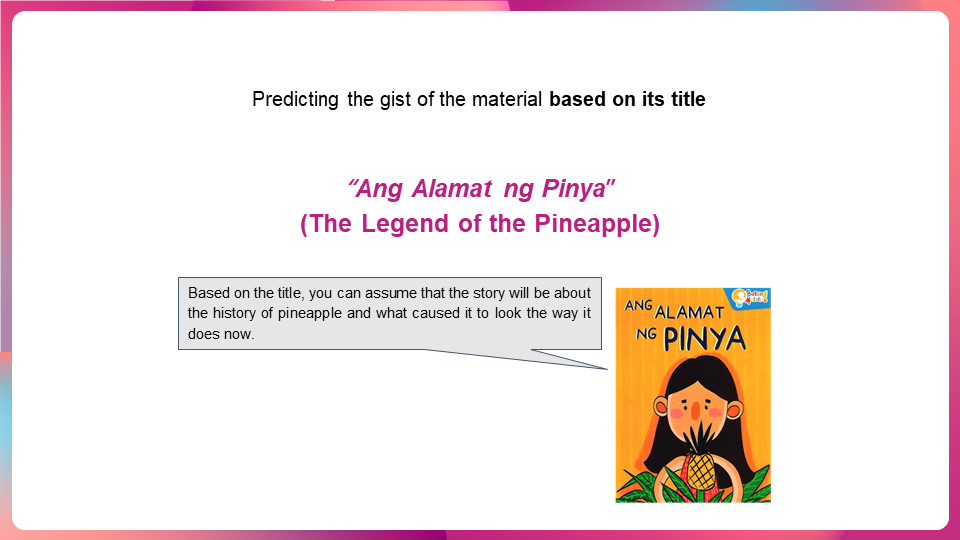 Predicting the gist of the material based on its title
“Ang Alamat ng Pinya”
(The Legend of the Pineapple)
Based on the title, you can assume that the story will be about
the history of pineapple and what caused it to look the way it
does now.
ANG ALAMAT
NG PINYA